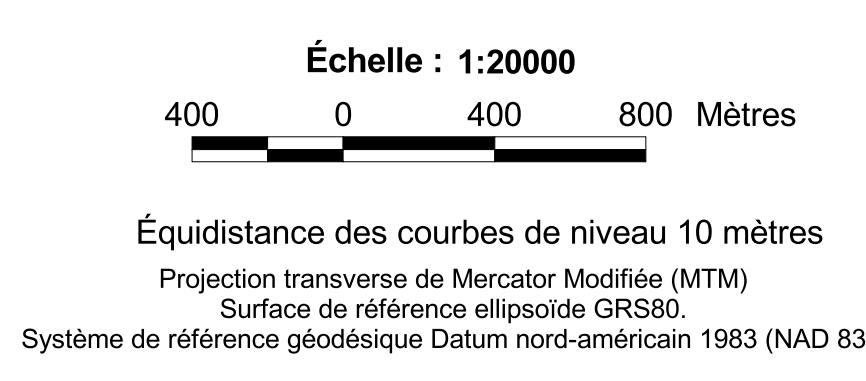 Échelle : 1:20000
400 0 400 800 Mètres
Équidistance des courbes de niveau 10 mètres
Projection transverse de Mercator Modifiée (MTM)
Surface de référence ellipsoïde GRS80.
Système de référence géodésique Datum nord-américain 1983 (NAD 83